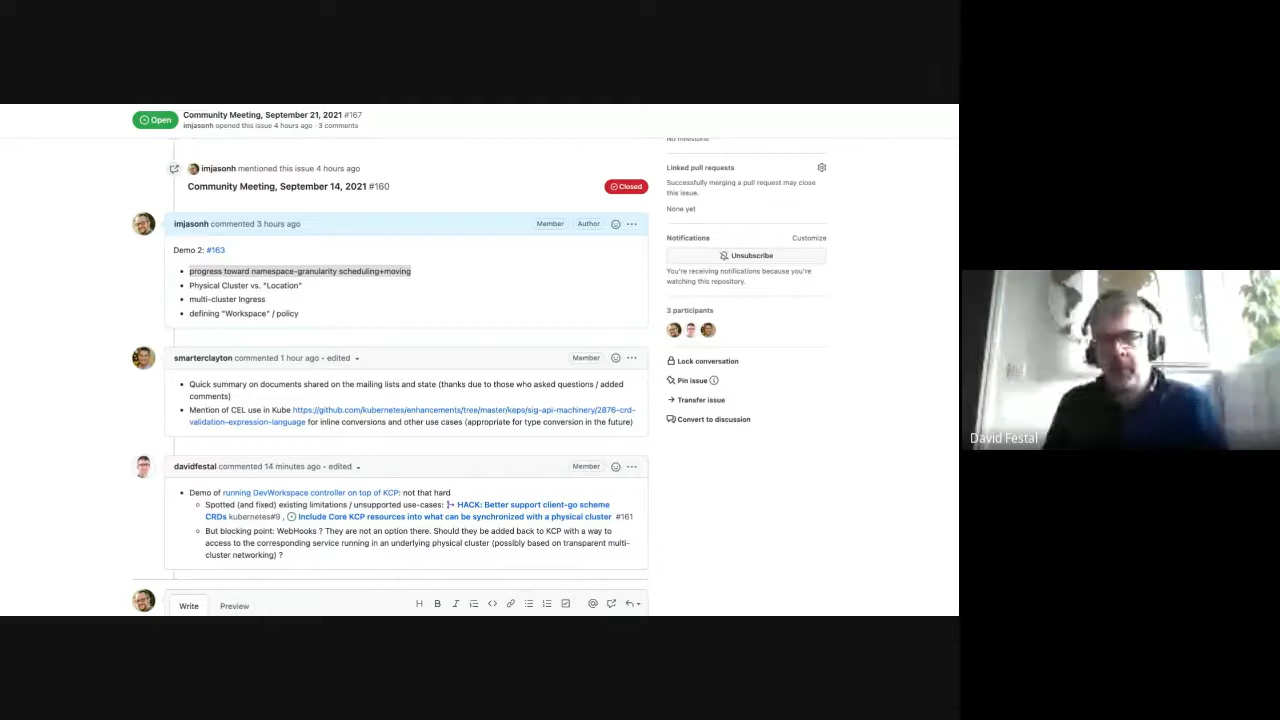 Open
Community Meeting, September 21, 2021 #167
imjasonh opened this issue 4 hours ago · 3 comments
No milestone
imjasonh mentioned this issue 4 hours ago
Community Meeting, September 14, 2021 #160
Closed
imjasonh commented 3 hours ago
Member
Author
Demo 2: #163
progress toward namespace-granularity scheduling+moving
Physical Cluster vs. "Location"
multi-cluster Ingress
defining "Workspace" / policy
smarterclayton commented 1 hour ago • edited
Member
Quick summary on documents shared on the mailing lists and state (thanks due to those who asked questions / added
comments)
Mention of CEL use in Kube https://github.com/kubernetes/enhancements/tree/master/keps/sig-api-machinery/2876-crd-
validation-expression-language for inline conversions and other use cases (appropriate for type conversion in the future)
davidfestal commented 14 minutes ago • edited
Member
Demo of running DevWorkspace controller on top of KCP: not that hard
Spotted (and fixed) existing limitations / unsupported use-cases: HACK: Better support client-go scheme
CRDs kubernetes#9 , Include Core KCP resources into what can be synchronized with a physical cluster #161
But blocking point: WebHooks ? They are not an option there. Should they be added back to KCP with a way to
access to the corresponding service running in an underlying physical cluster (possibly based on transparent multi-
cluster networking) ?
Write
Preview
Linked pull requests
Successfully merging a pull request may close
this issue.
None yet
Notifications
Customize
Unsubscribe
You're receiving notifications because you're
watching this repository.
3 participants
Lock conversation
Pin issue
Transfer issue
Convert to discussion
David Festal